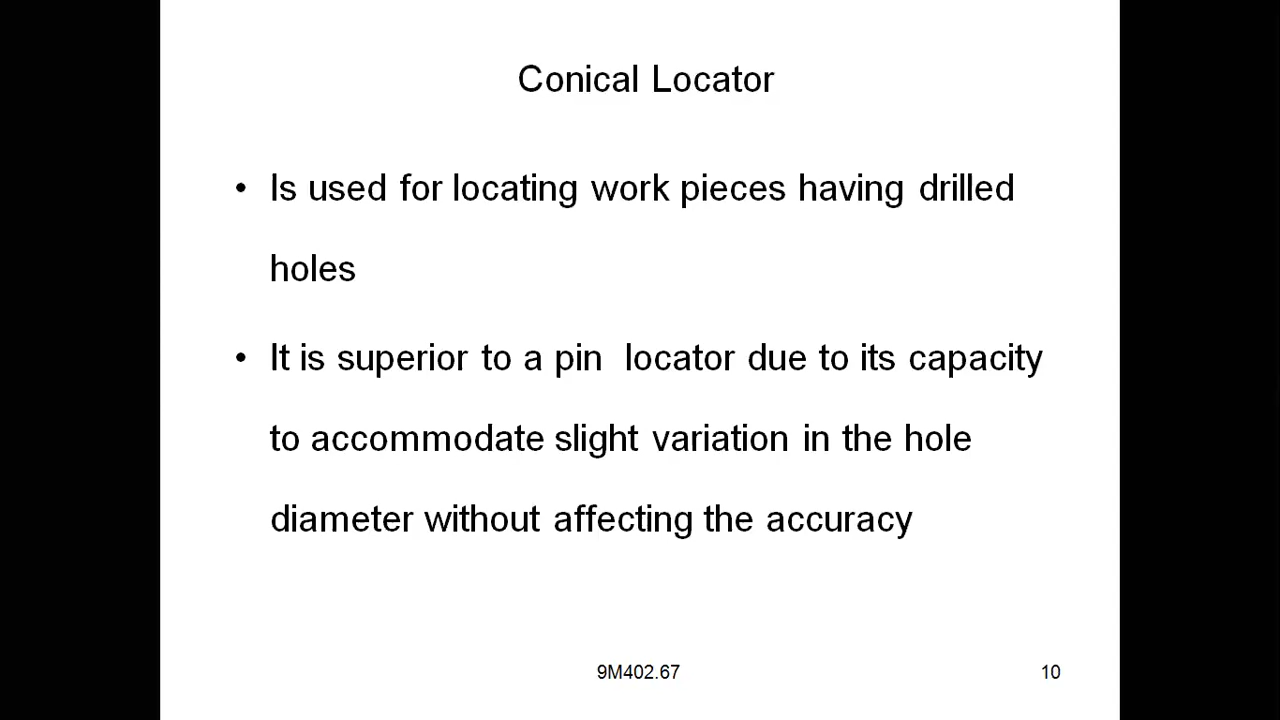 Conical Locator
• Is used for locating work pieces having drilled
holes
• It is superior to a pin locator due to its capacity
to accommodate slight variation in the hole
diameter without affecting the accuracy
9M402.67
10